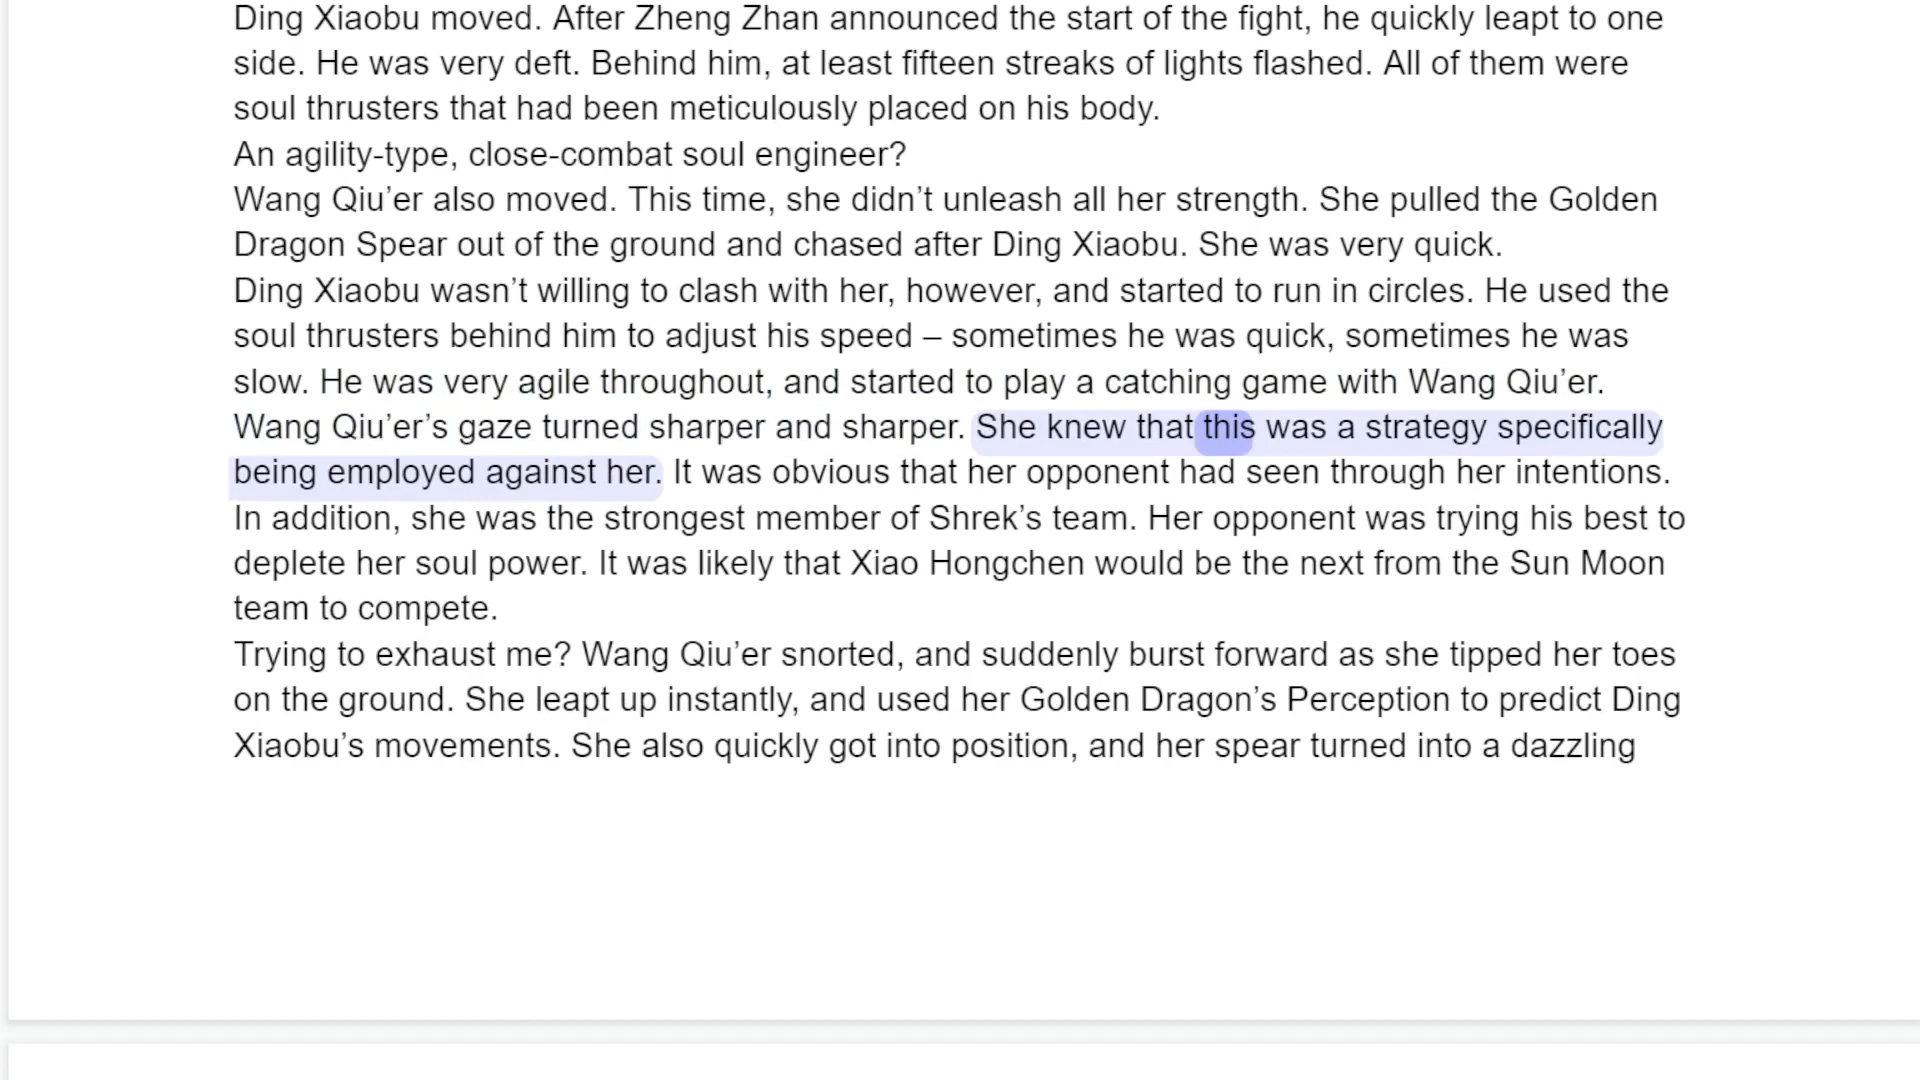 Ding Xiaobu moved. After Zheng Zhan announced the start of the fight, he quickly leapt to one
side. He was very deft. Behind him, at least fifteen streaks of lights flashed. All of them were
soul thrusters that had been meticulously placed on his body.
An agility-type, close-combat soul engineer?
Wang Qiu’er also moved. This time, she didn’t unleash all her strength. She pulled the Golden
Dragon Spear out of the ground and chased after Ding Xiaobu. She was very quick.
Ding Xiaobu wasn’t willing to clash with her, however, and started to run in circles. He used the
soul thrusters behind him to adjust his speed – sometimes he was quick, sometimes he was
slow. He was very agile throughout, and started to play a catching game with Wang Qiu’er.
Wang Qiu’er’s gaze turned sharper and sharper. She knew that this was a strategy specifically
being employed against her. It was obvious that her opponent had seen through her intentions.
In addition, she was the strongest member of Shrek’s team. Her opponent was trying his best to
deplete her soul power. It was likely that Xiao Hongchen would be the next from the Sun Moon
team to compete.
Trying to exhaust me? Wang Qiu’er snorted, and suddenly burst forward as she tipped her toes
on the ground. She leapt up instantly, and used her Golden Dragon’s Perception to predict Ding
Xiaobu’s movements. She also quickly got into position, and her spear turned into a dazzling